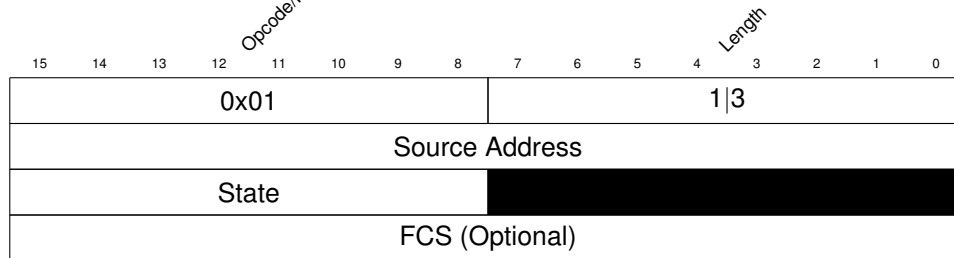 Opcode/
Length
15 14 13 12 11 10 9 8 7 6 5 4 3 2 1 0
0x01 1|3
Source Address
State
FCS (Optional)